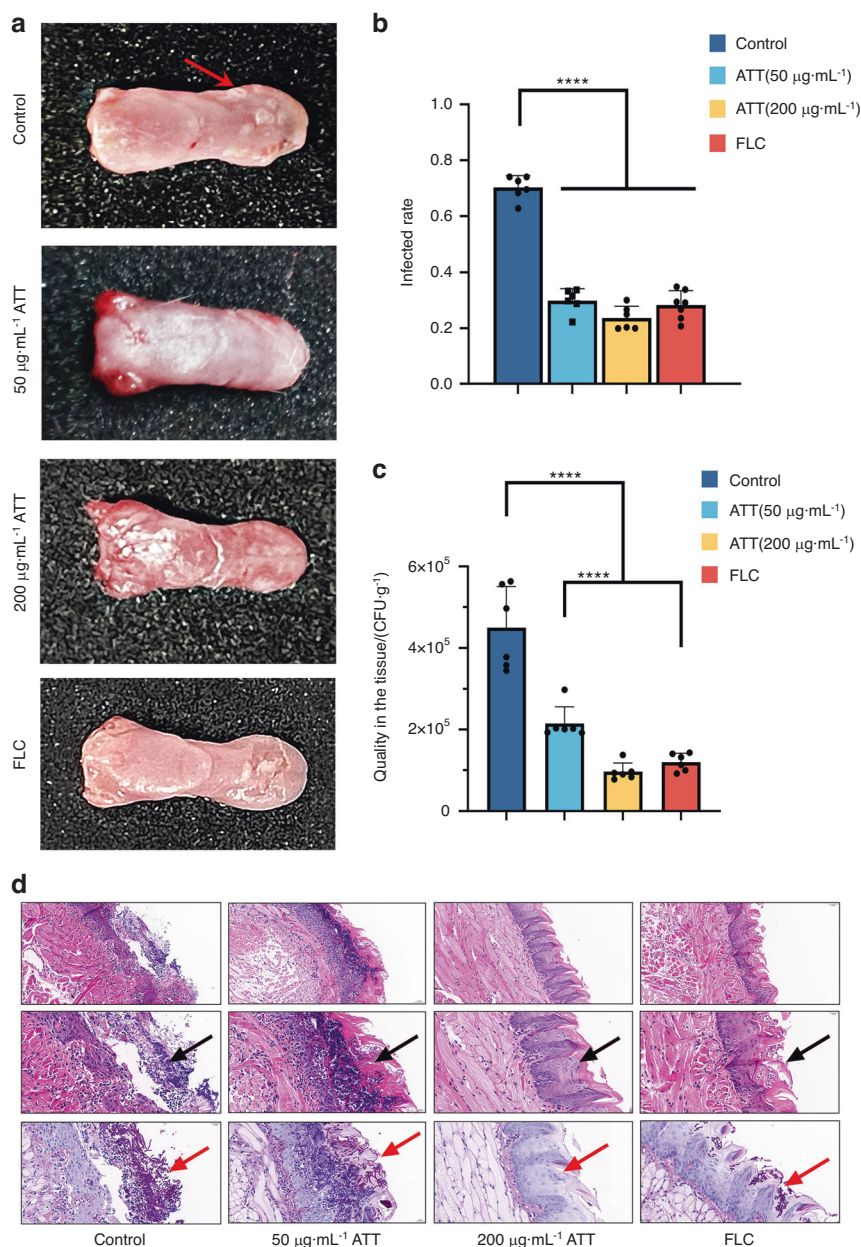 a
Control
50 μg·mL⁻¹ ATT
200 μg·mL⁻¹ ATT
FLC
b
Control
ATT(50 μg·mL⁻¹)
ATT(200 μg·mL⁻¹)
FLC
****
Infected rate
1.0
0.8
0.6
0.4
0.2
0.0
c
Control
ATT(50 μg·mL⁻¹)
ATT(200 μg·mL⁻¹)
FLC
****
****
Quality in the tissue/(CFU·g⁻¹)
6×10⁵
4×10⁵
2×10⁵
0
d
Control
50 μg·mL⁻¹ ATT
200 μg·mL⁻¹ ATT
FLC